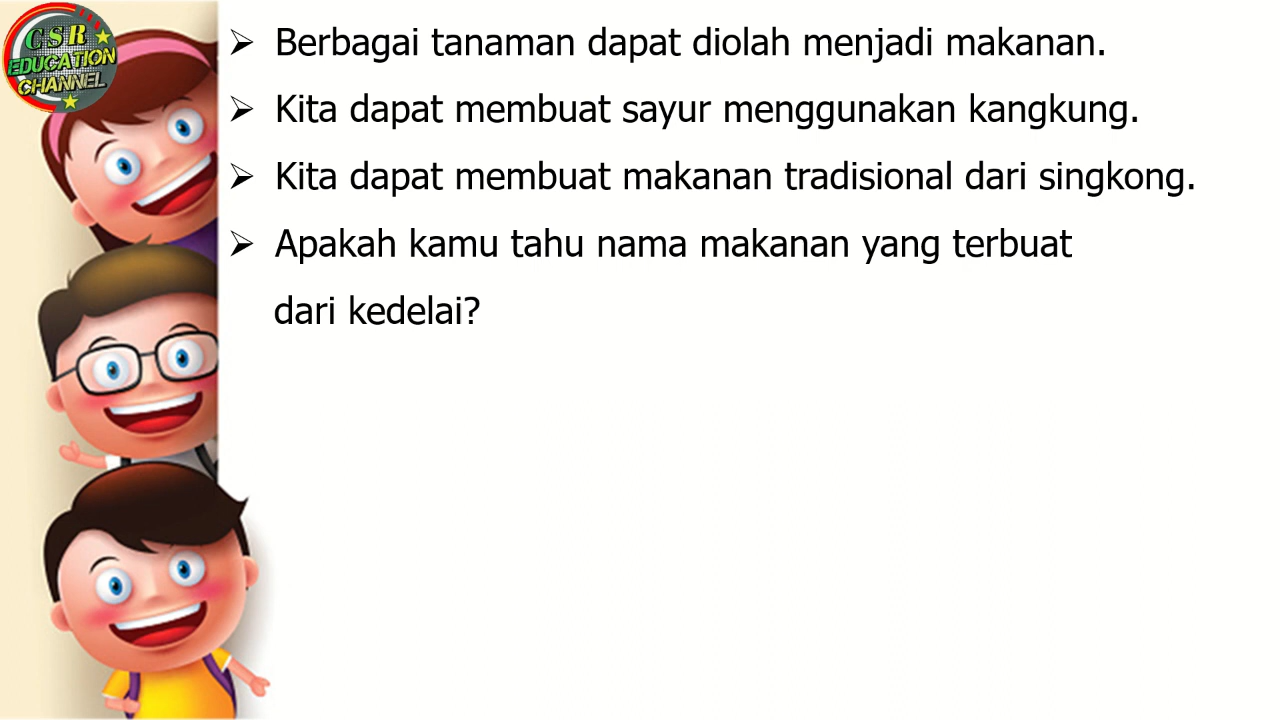 CSR
EDUCATION
CHANNEL
➢ Berbagai tanaman dapat diolah menjadi makanan.
➢ Kita dapat membuat sayur menggunakan kangkung.
➢ Kita dapat membuat makanan tradisional dari singkong.
➢ Apakah kamu tahu nama makanan yang terbuat
dari kedelai?